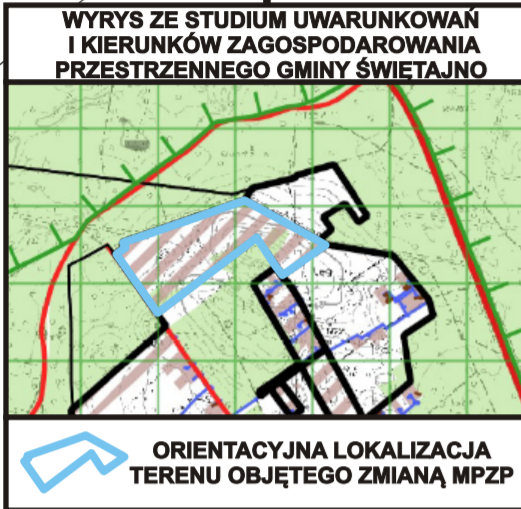 WYRYS ZE STUDIUM UWARUNKOWAŃ
I KIERUNKÓW ZAGOSPODAROWANIA
PRZESTRZENNEGO GMINY ŚWIĘTAJNO
ORIENTACYJNA LOKALIZACJA
TERENU OBJĘTEGO ZMIANĄ MPZP